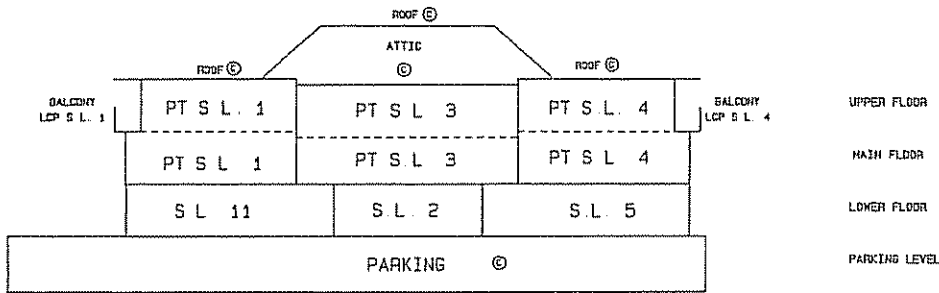 ROOF ©
ATTIC
©
ROOF ©
ROOF ©
BALCONY
LCP S L. 1
PT S L. 1
PT S L 3
PT S.L. 4
BALCONY
LCP S L. 4
UPPER FLOOR
PT S L 1
PT S L 3
PT S L 4
MAIN FLOOR
S L 11
S.L. 2
S.L. 5
LOWER FLOOR
PARKING ©
PARKING LEVEL